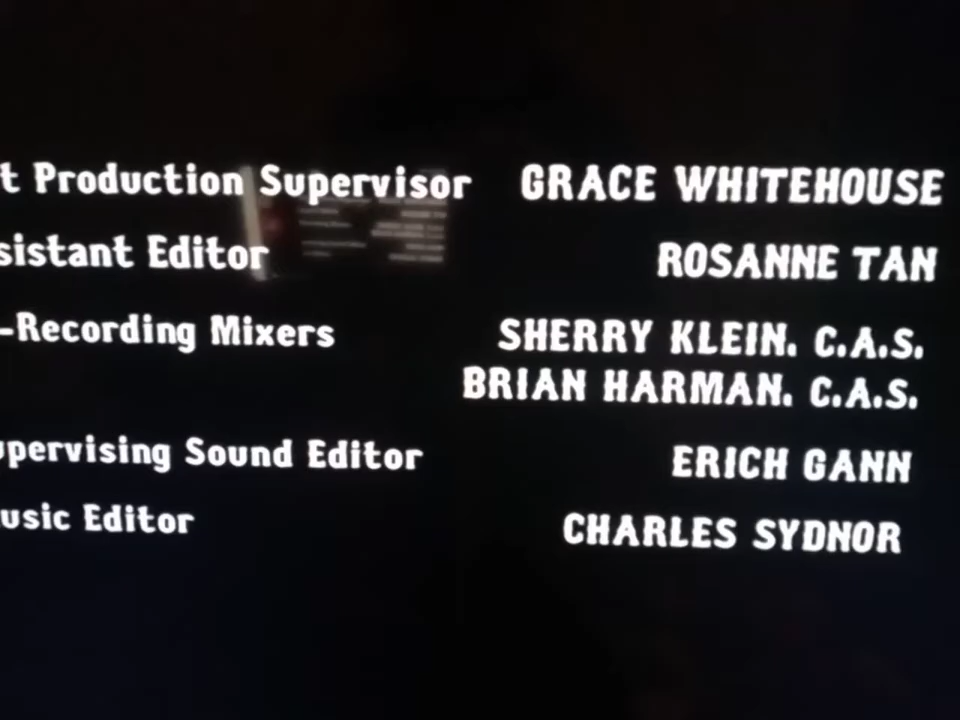 t Production Supervisor GRACE WHITEHOUSE
sistant Editor ROSANNE TAN
-Recording Mixers SHERRY KLEIN. C.A.S.
BRIAN HARMAN. C.A.S.
upervising Sound Editor ERICH GANN
usic Editor CHARLES SYDNOR